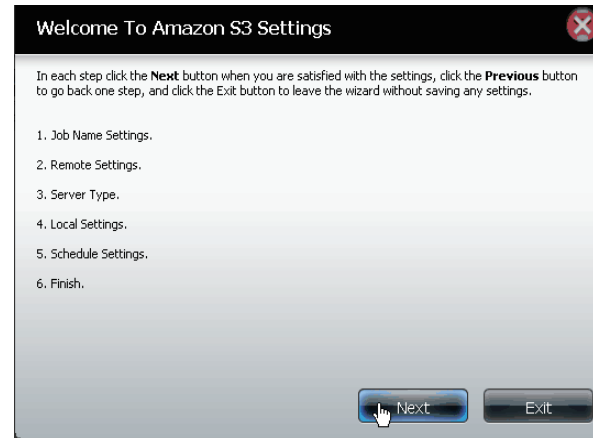 Welcome To Amazon S3 Settings
In each step click the Next button when you are satisfied with the settings, click the Previous button
to go back one step, and click the Exit button to leave the wizard without saving any settings.
1. Job Name Settings.
2. Remote Settings.
3. Server Type.
4. Local Settings.
5. Schedule Settings.
6. Finish.
Next Exit